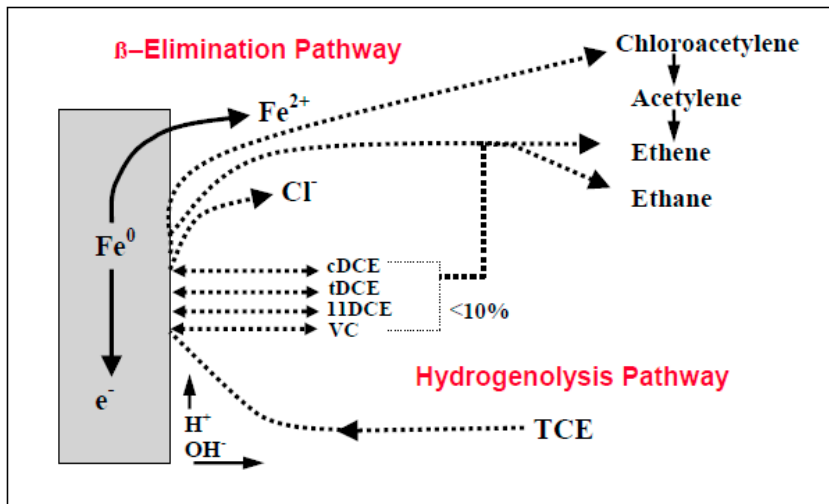 ß–Elimination Pathway
Chloroacetylene
Acetylene
Ethene
Ethane
Fe²⁺
Cl⁻
Fe⁰
e⁻
cDCE
tDCE
11DCE
VC
<10%
Hydrogenolysis Pathway
H⁺
OH⁻
TCE